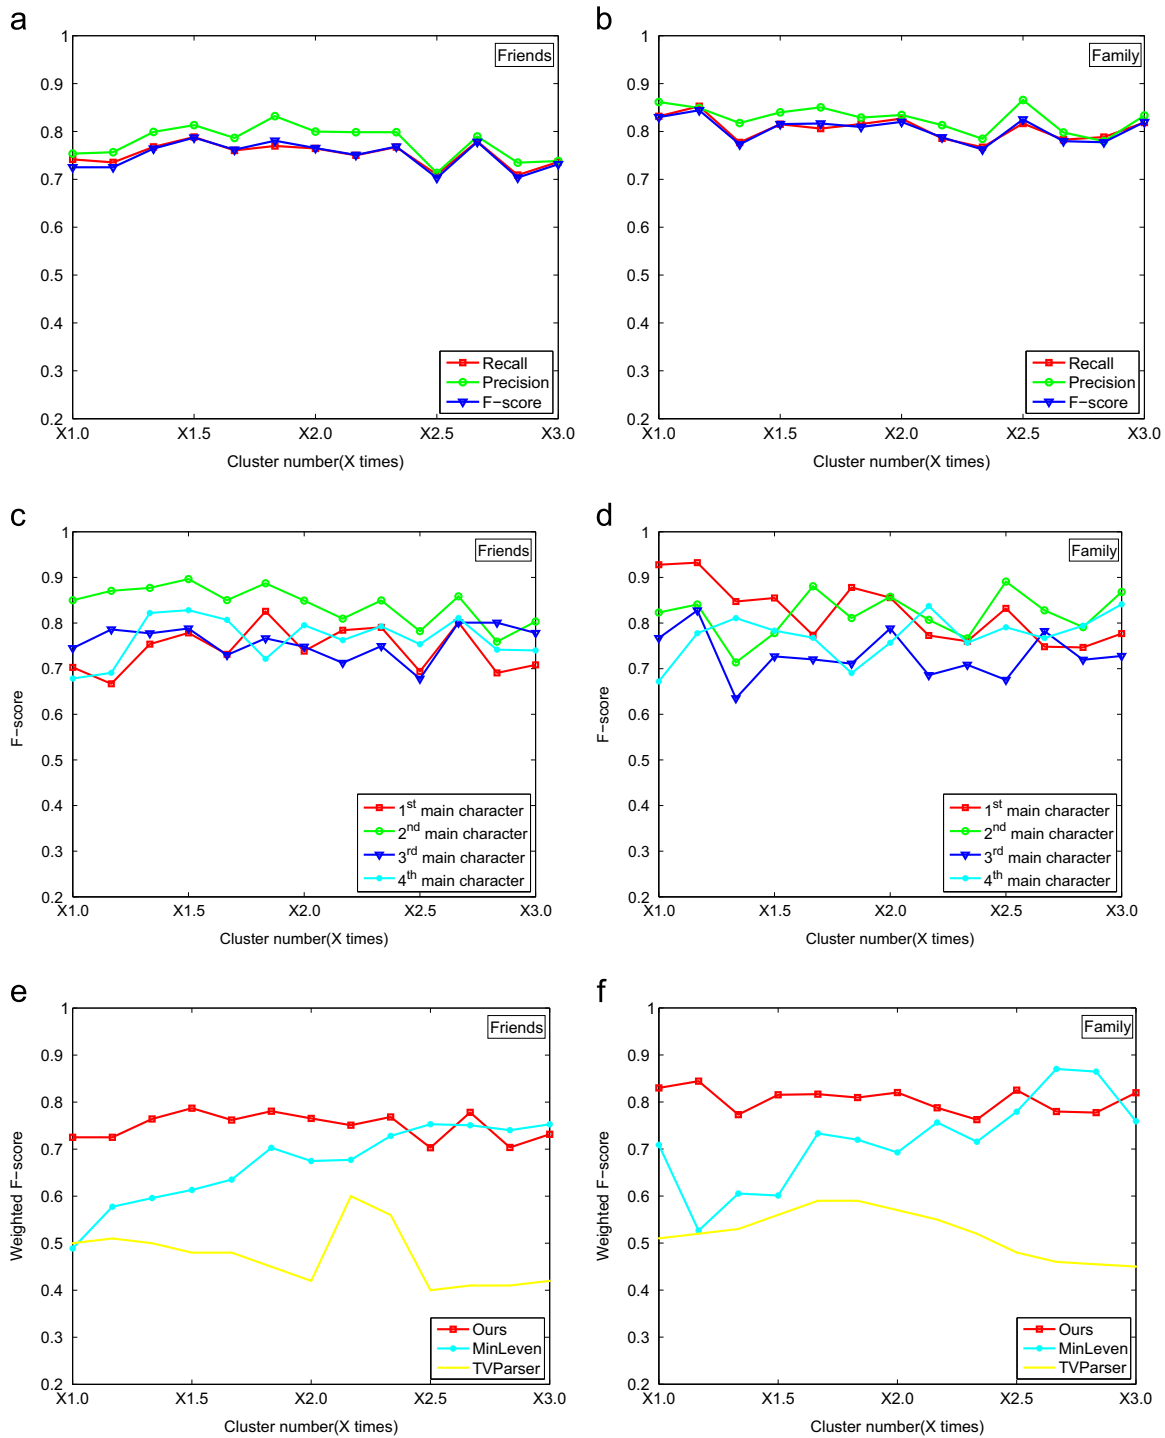 a
b
1
0.9
0.8
0.7
0.6
0.5
0.4
0.3
0.2
Friends
Recall
Precision
F−score
X1.0 X1.5 X2.0 X2.5 X3.0
Cluster number(X times)
1
0.9
0.8
0.7
0.6
0.5
0.4
0.3
0.2
Family
Recall
Precision
F−score
X1.0 X1.5 X2.0 X2.5 X3.0
Cluster number(X times)
c
d
F−score
1
0.9
0.8
0.7
0.6
0.5
0.4
0.3
0.2
Friends
1st main character
2nd main character
3rd main character
4th main character
X1.0 X1.5 X2.0 X2.5 X3.0
Cluster number(X times)
F−score
1
0.9
0.8
0.7
0.6
0.5
0.4
0.3
0.2
Family
1st main character
2nd main character
3rd main character
4th main character
X1.0 X1.5 X2.0 X2.5 X3.0
Cluster number(X times)
e
f
Weighted F−score
1
0.9
0.8
0.7
0.6
0.5
0.4
0.3
0.2
Friends
Ours
MinLeven
TVParser
X1.0 X1.5 X2.0 X2.5 X3.0
Cluster number(X times)
Weighted F−score
1
0.9
0.8
0.7
0.6
0.5
0.4
0.3
0.2
Family
Ours
MinLeven
TVParser
X1.0 X1.5 X2.0 X2.5 X3.0
Cluster number(X times)